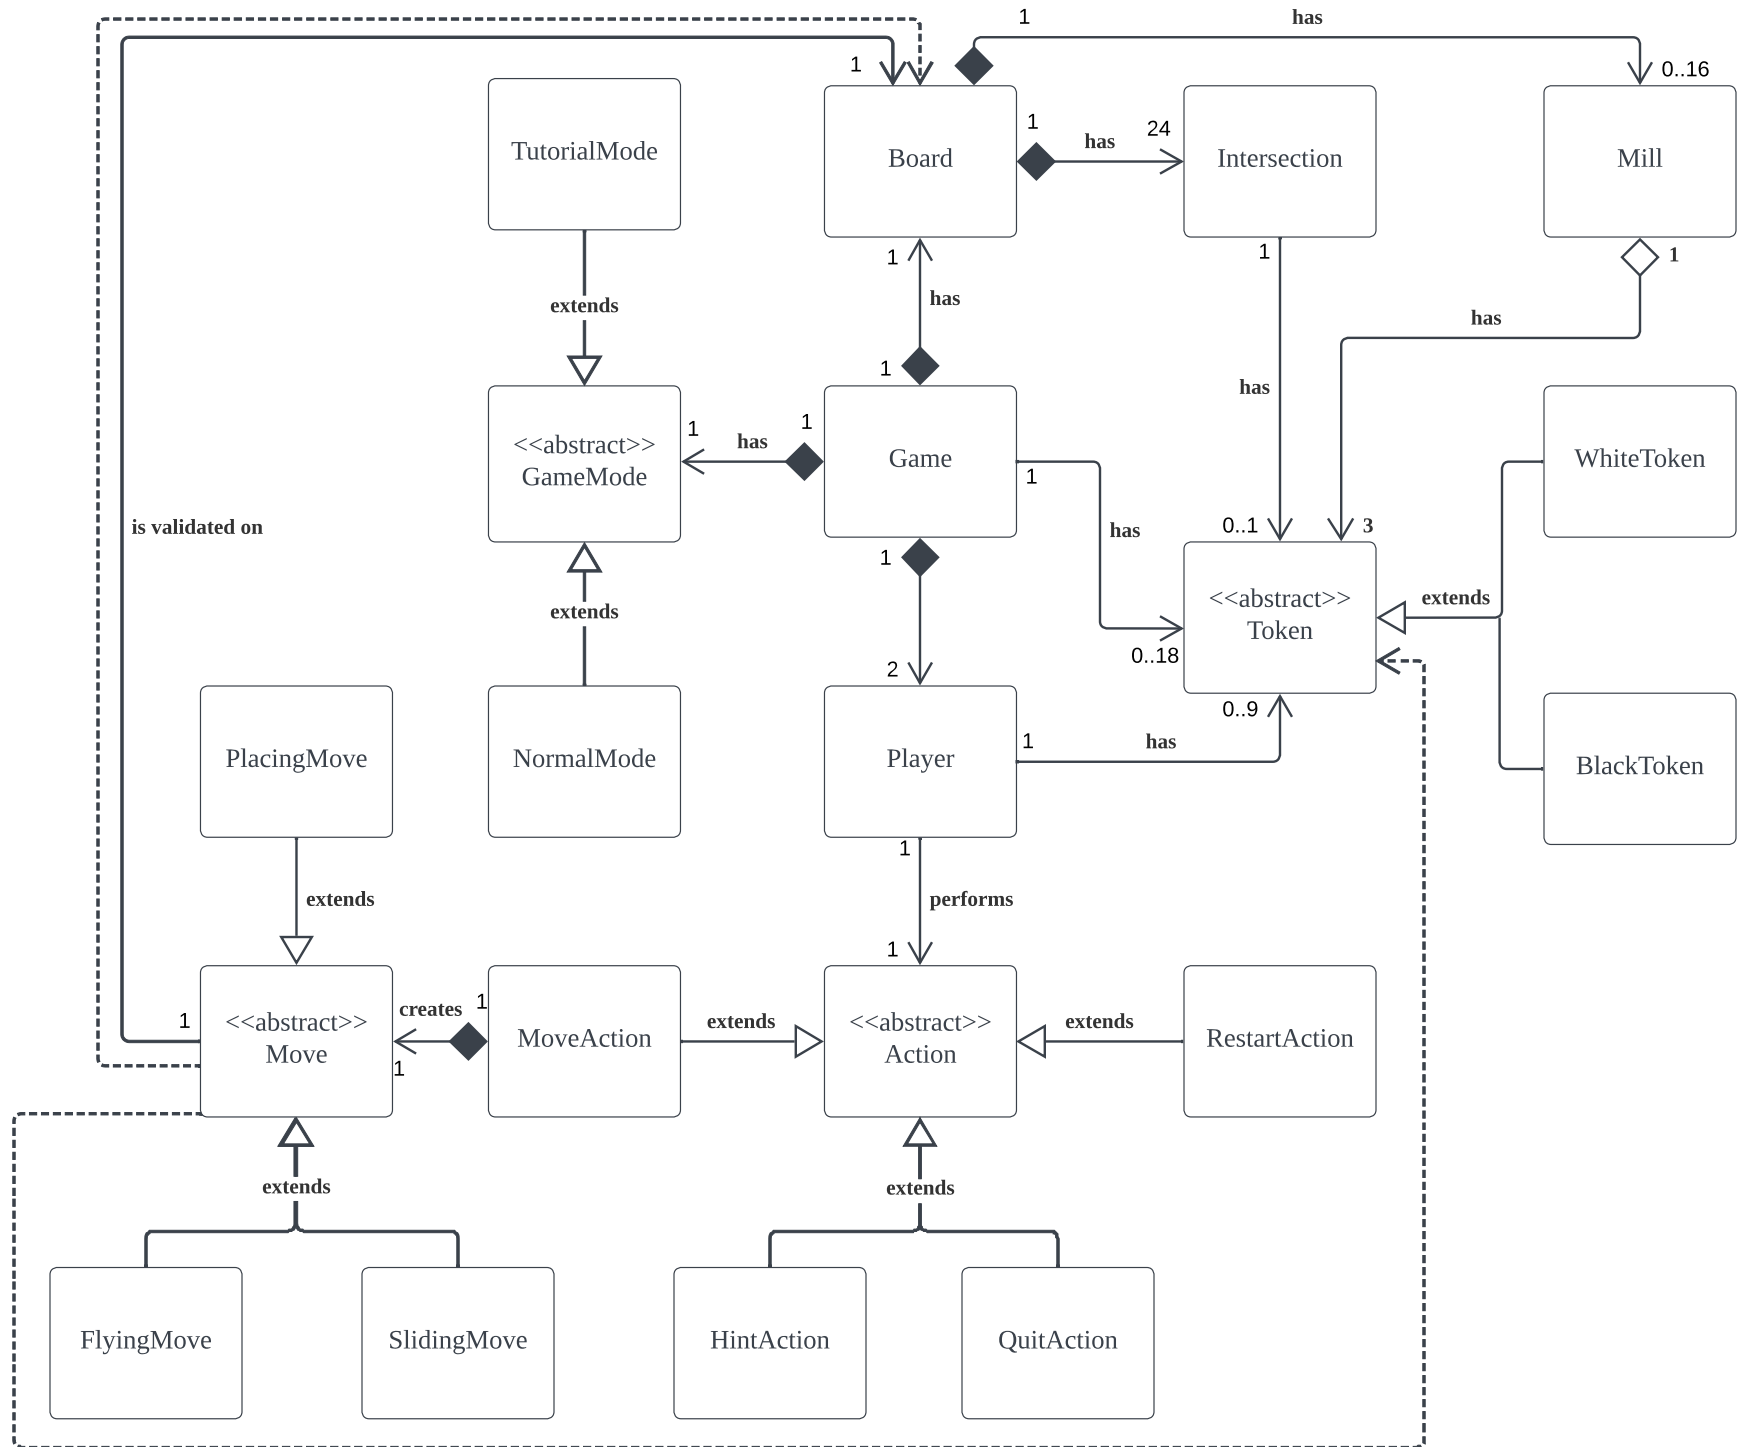 1
has
1
0..16
TutorialMode
Board
1
has
24
Intersection
Mill
1
has
1
1
1
has
extends
1
has
<<abstract>>
GameMode
1
has
1
Game
1
has
0..18
has
0..1
3
WhiteToken
is validated on
extends
1
2
<<abstract>>
Token
extends
0..9
PlacingMove
NormalMode
Player
1
has
BlackToken
extends
1
performs
1
1
<<abstract>>
Move
creates
1
1
MoveAction
extends
<<abstract>>
Action
extends
RestartAction
extends
extends
FlyingMove
SlidingMove
HintAction
QuitAction